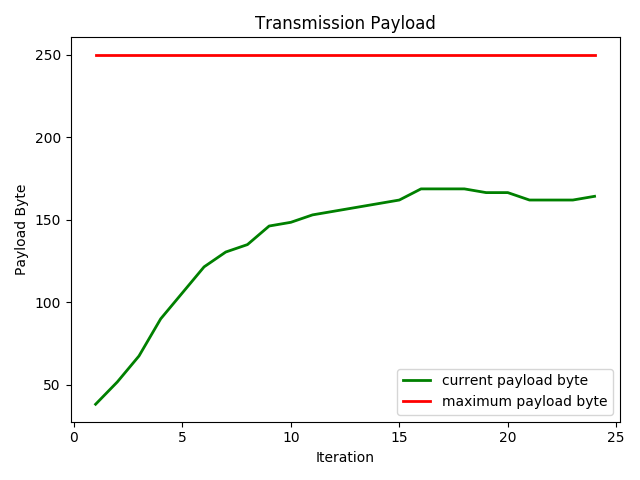 Transmission Payload
250
200
150
100
50
Payload Byte
0
5
10
15
20
25
Iteration
current payload byte
maximum payload byte